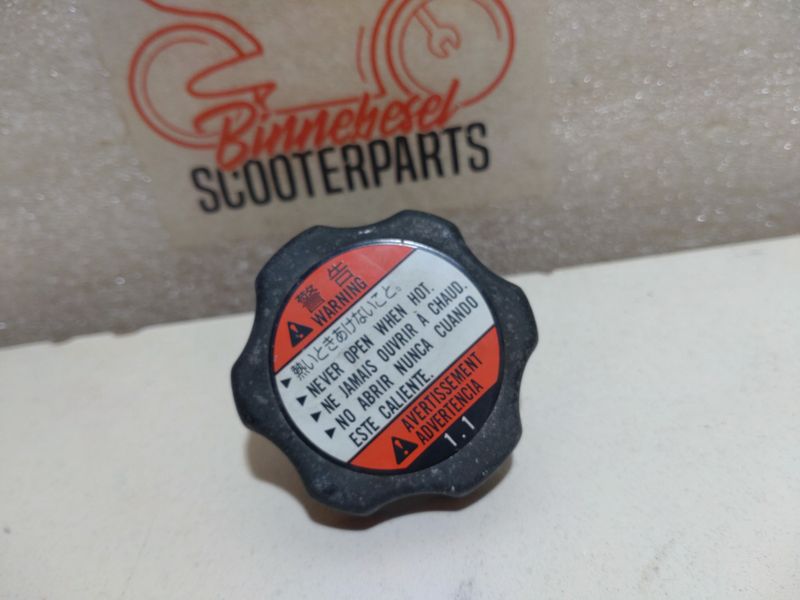 Binnebesel
SCOOTERPARTS
警告
WARNING
熱いときあけないこと。
NEVER OPEN WHEN HOT.
NE JAMAIS OUVRIR À CHAUD.
NO ABRIR NUNCA CUANDO
ESTE CALIENTE.
AVERTISSEMENT
ADVERTENCIA
1.1